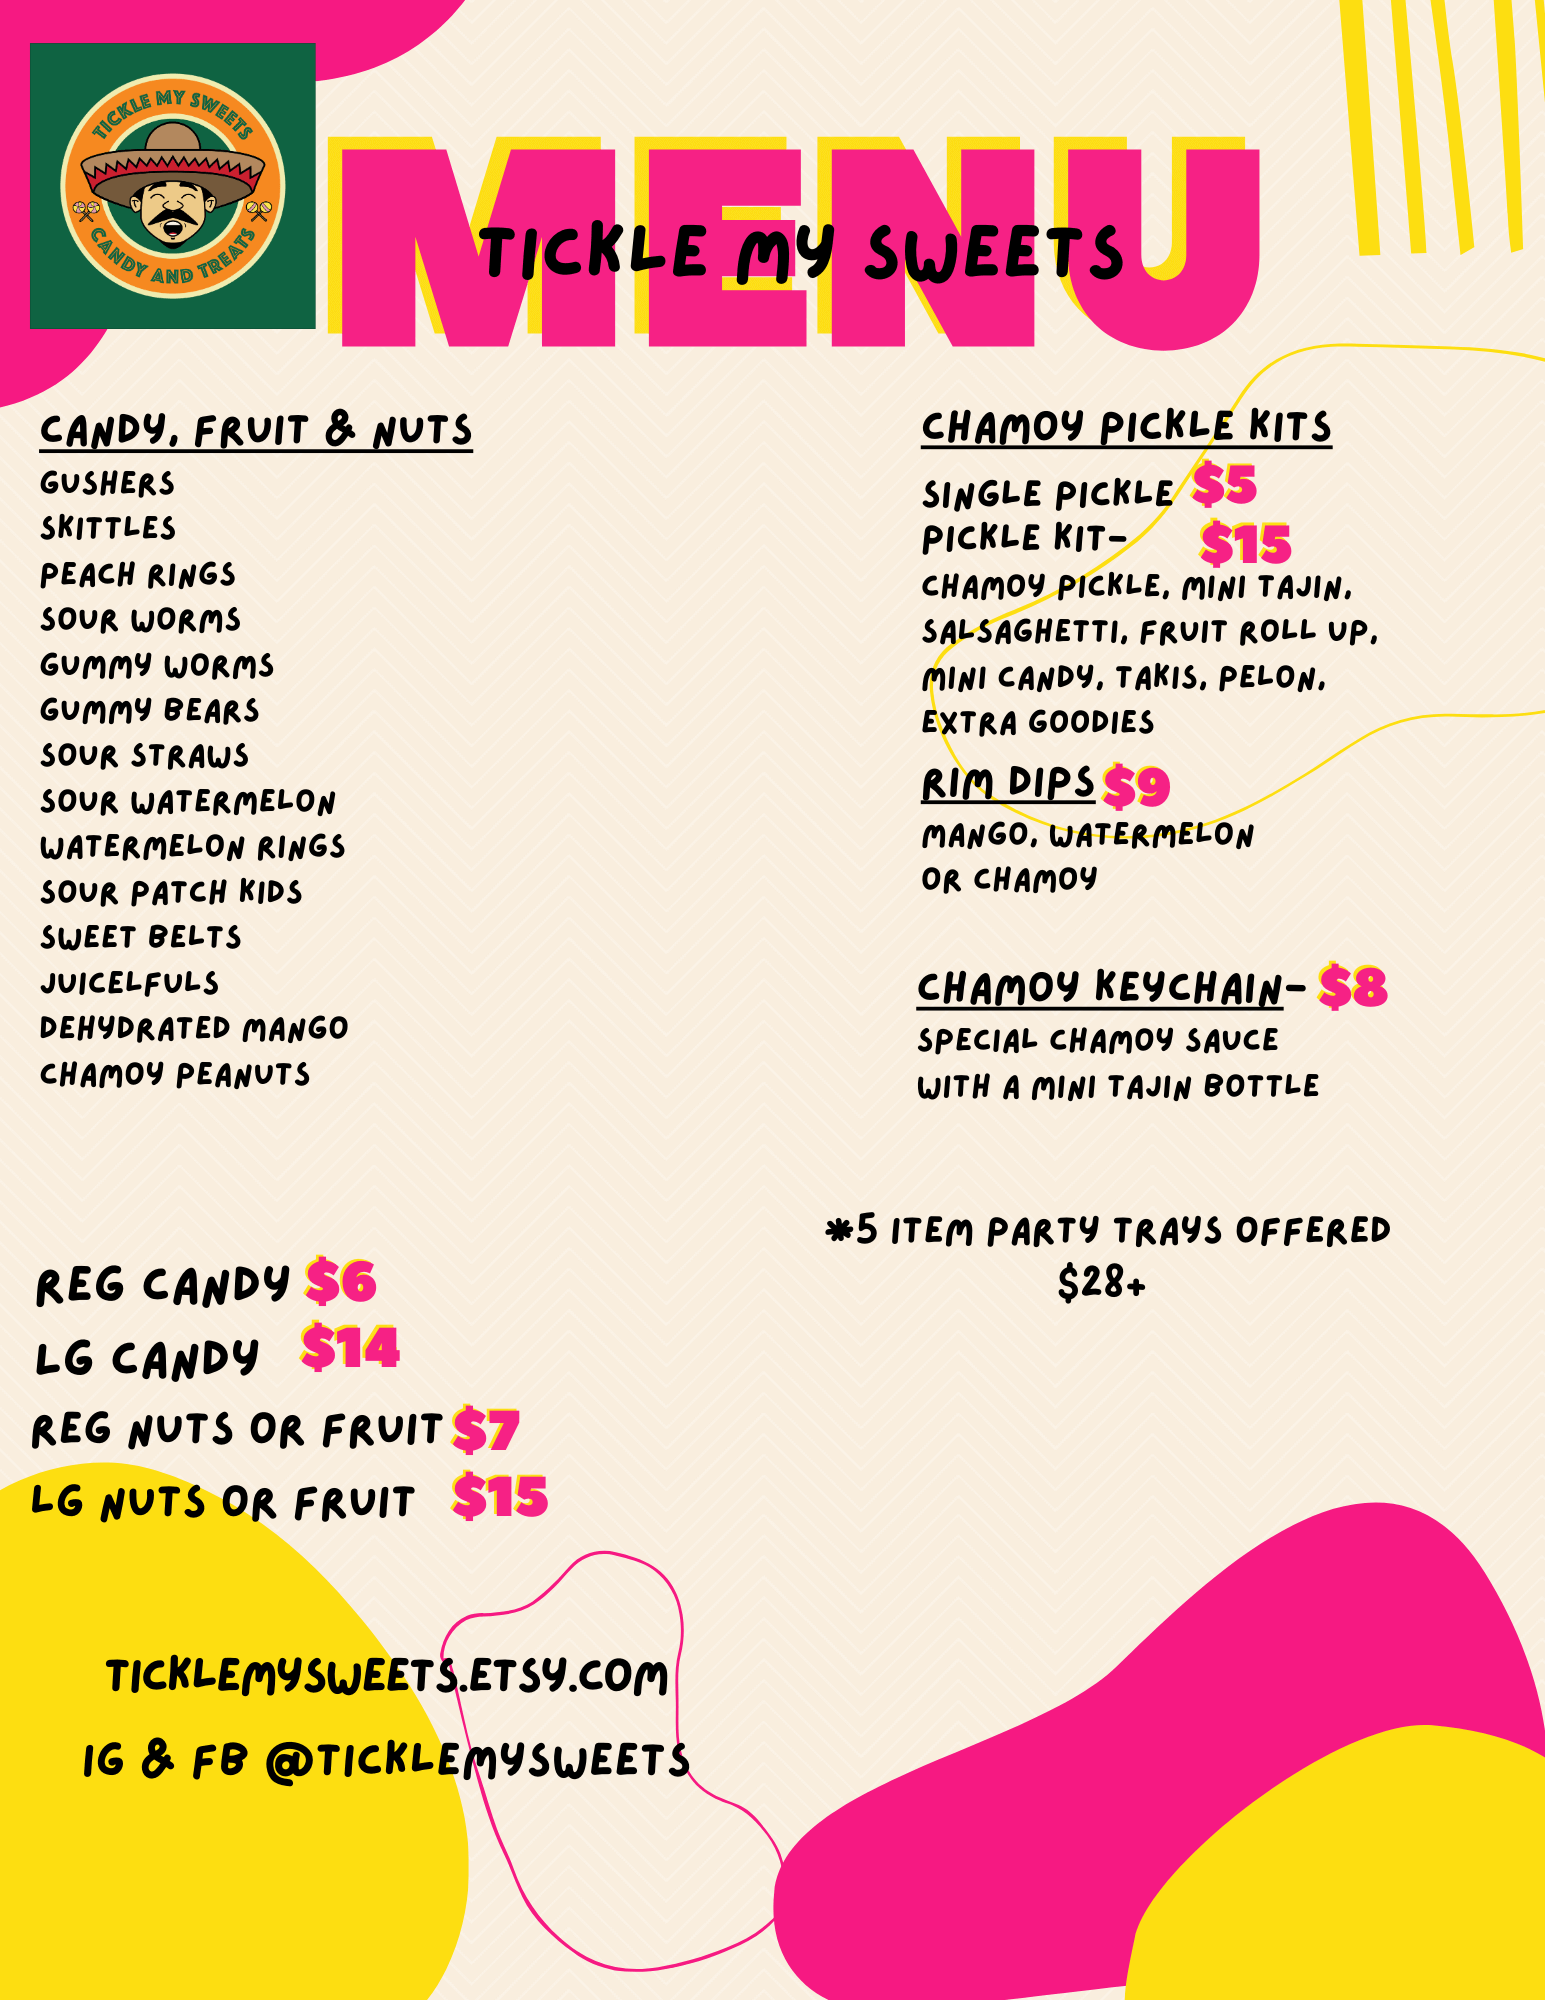 TICKLE MY SWEETS
CANDY AND TREATS
MENU
TICKLE MY SWEETS
CANDY, FRUIT & NUTS
GUSHERS
SKITTLES
PEACH RINGS
SOUR WORMS
GUMMY WORMS
GUMMY BEARS
SOUR STRAWS
SOUR WATERMELON
WATERMELON RINGS
SOUR PATCH KIDS
SWEET BELTS
JUICELFULS
DEHYDRATED MANGO
CHAMOY PEANUTS
REG CANDY $6
LG CANDY $14
REG NUTS OR FRUIT $7
LG NUTS OR FRUIT $15
CHAMOY PICKLE KITS
SINGLE PICKLE $5
PICKLE KIT- $15
CHAMOY PICKLE, MINI TAJIN,
SALSAGHETTI, FRUIT ROLL UP,
MINI CANDY, TAKIS, PELON,
EXTRA GOODIES
RIM DIPS $9
MANGO, WATERMELON
OR CHAMOY
CHAMOY KEYCHAIN- $8
SPECIAL CHAMOY SAUCE
WITH A MINI TAJIN BOTTLE
*5 ITEM PARTY TRAYS OFFERED
$28+
TICKLEMYSWEETS.ETSY.COM
IG & FB @TICKLEMYSWEETS